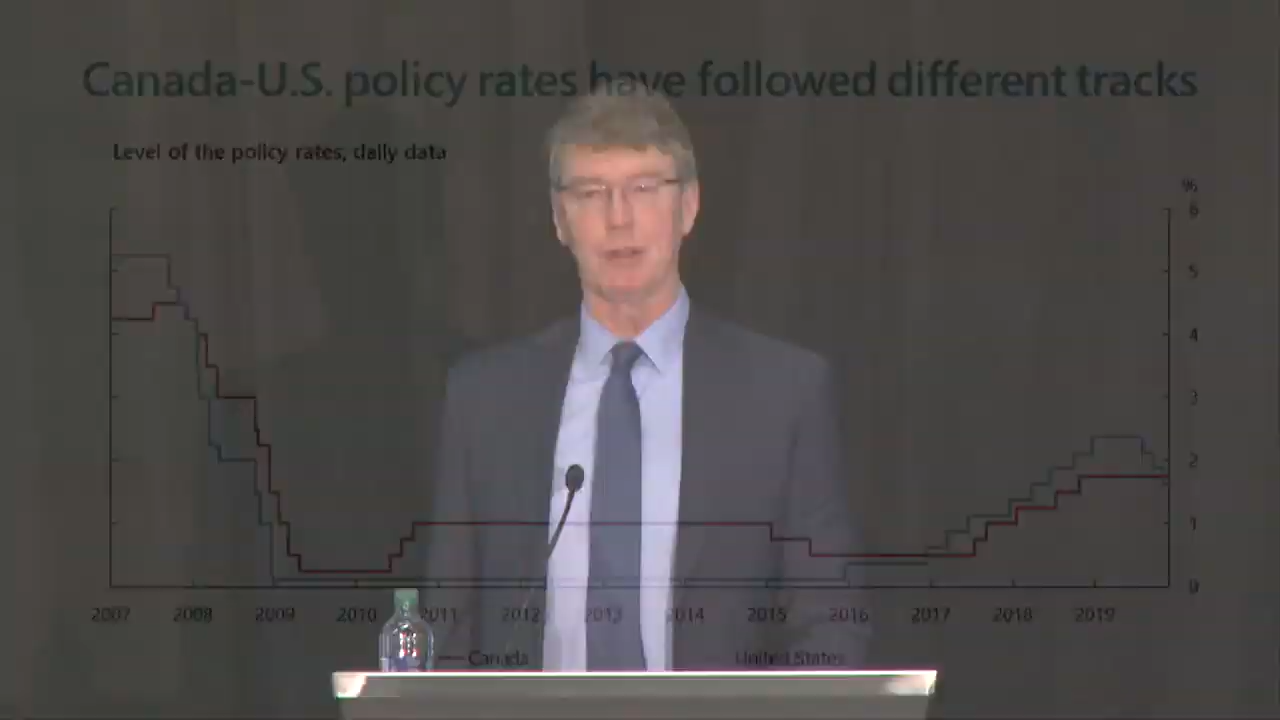 Canada-U.S. policy rates have followed different tracks
Level of the policy rates, daily data
%
6
5
4
3
2
1
0
2007 2008 2009 2010 2011 2012 2013 2014 2015 2016 2017 2018 2019
Canada United States